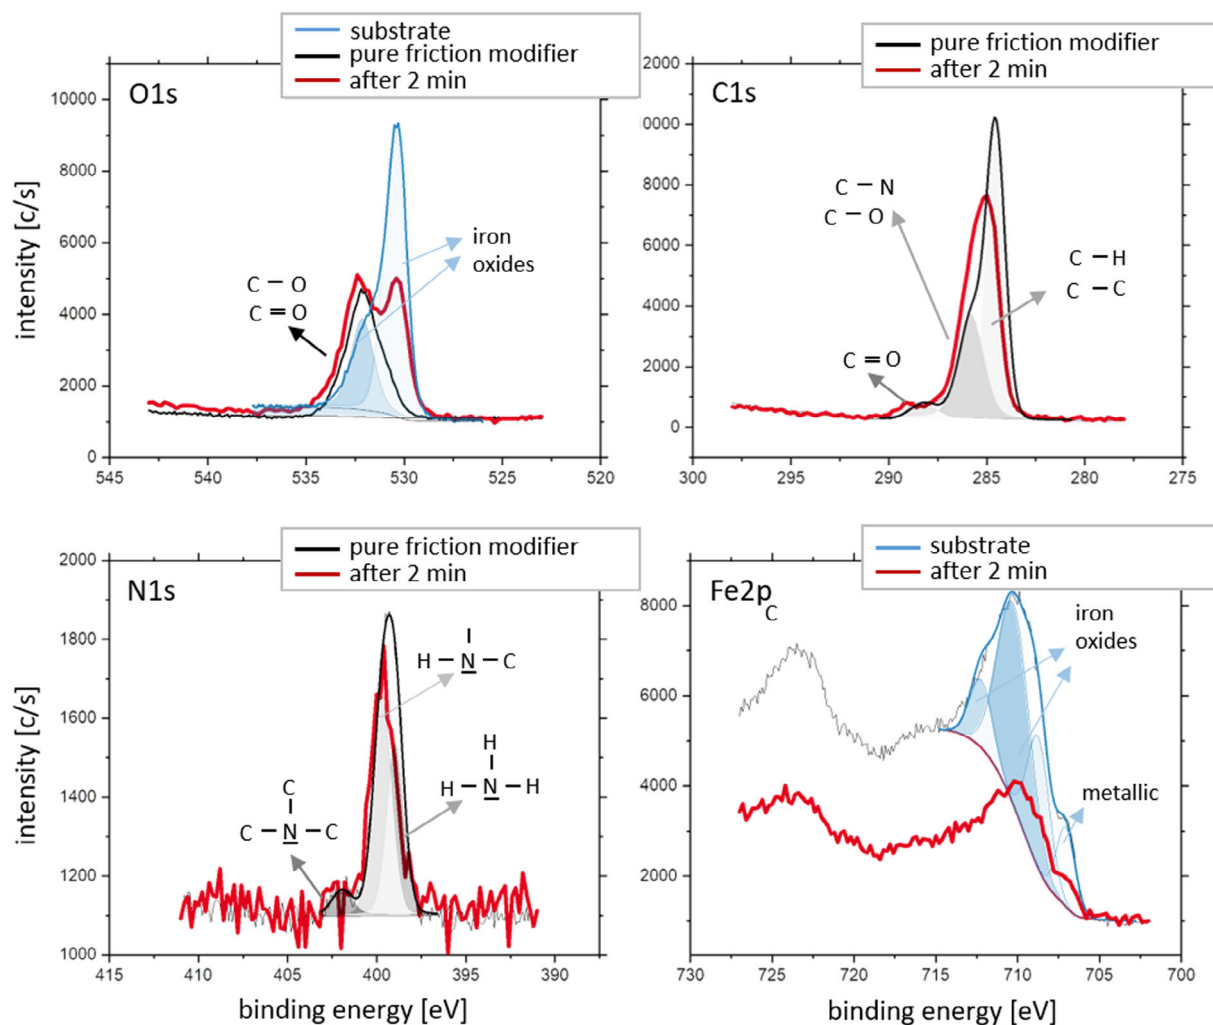 substrate
pure friction modifier
after 2 min
O1s
10000
8000
6000
4000
2000
0
intensity [c/s]
C – O
C = O
iron
oxides
545
540
535
530
525
520
pure friction modifier
after 2 min
C1s
2000
0000
8000
6000
4000
2000
0
C – N
C – O
C – H
C – C
C = O
300
295
290
285
280
275
pure friction modifier
after 2 min
N1s
2000
1800
1600
1400
1200
1000
intensity [c/s]
H – N – C
H
H – N – H
C
C – N – C
415
410
405
400
395
390
binding energy [eV]
substrate
after 2 min
Fe2p
C
8000
6000
4000
2000
iron
oxides
metallic
730
725
720
715
710
705
700
binding energy [eV]